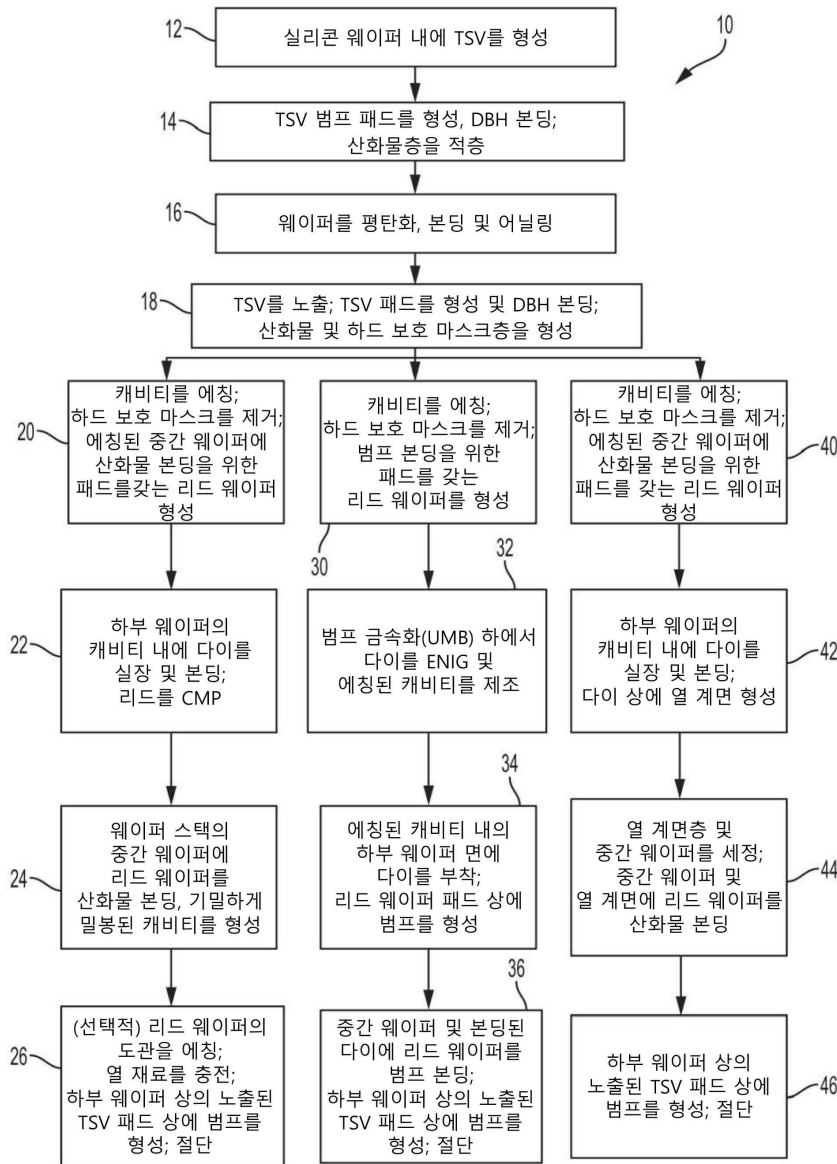 12
실리콘 웨이퍼 내에 TSV를 형성
10
14
TSV 범프 패드를 형성, DBH 본딩;
산화물층을 적층
16
웨이퍼를 평탄화, 본딩 및 어닐링
18
TSV를 노출; TSV 패드를 형성 및 DBH 본딩;
산화물 및 하드 보호 마스크층을 형성
20
캐비티를 에칭;
하드 보호 마스크를 제거;
에칭된 중간 웨이퍼에
산화물 본딩을 위한
패드를갖는 리드 웨이퍼
형성
캐비티를 에칭;
하드 보호 마스크를 제거;
범프 본딩을 위한
패드를 갖는
리드 웨이퍼를 형성
30
캐비티를 에칭;
하드 보호 마스크를 제거;
에칭된 중간 웨이퍼에
산화물 본딩을 위한
패드를 갖는 리드 웨이퍼
형성
40
22
하부 웨이퍼의
캐비티 내에 다이를
실장 및 본딩;
리드를 CMP
32
범프 금속화(UMB) 하에서
다이를 ENIG 및
에칭된 캐비티를 제조
하부 웨이퍼의
캐비티 내에 다이를
실장 및 본딩;
다이 상에 열 계면 형성
42
24
웨이퍼 스택의
중간 웨이퍼에
리드 웨이퍼를
산화물 본딩, 기밀하게
밀봉된 캐비티를 형성
34
에칭된 캐비티 내의
하부 웨이퍼 면에
다이를 부착;
리드 웨이퍼 패드 상에
범프를 형성
열 계면층 및
중간 웨이퍼를 세정;
중간 웨이퍼 및
열 계면에 리드 웨이퍼를
산화물 본딩
44
26
(선택적) 리드 웨이퍼의
도관을 에칭;
열 재료를 충전;
하부 웨이퍼 상의 노출된
TSV 패드 상에 범프를
형성; 절단
36
중간 웨이퍼 및 본딩된
다이에 리드 웨이퍼를
범프 본딩;
하부 웨이퍼 상의 노출된
TSV 패드 상에 범프를
형성; 절단
하부 웨이퍼 상의
노출된 TSV 패드 상에
범프를 형성; 절단
46